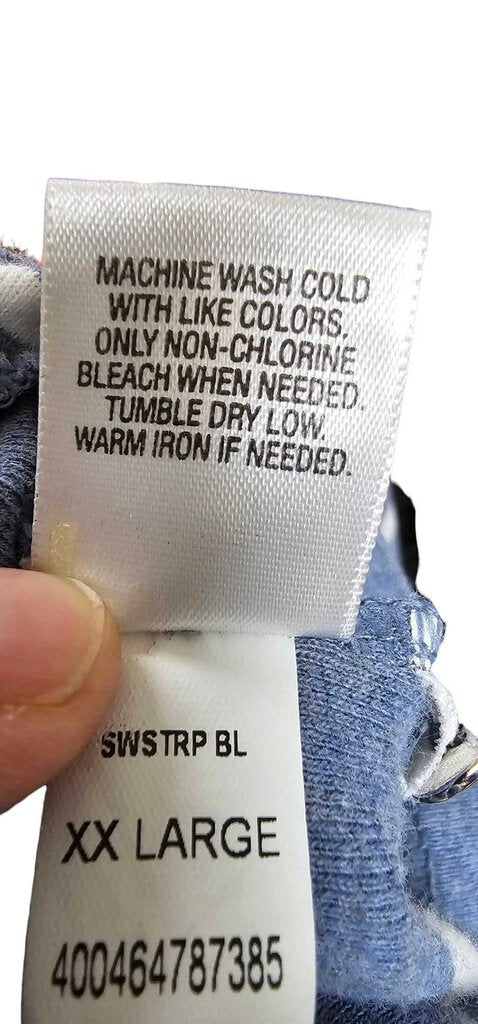 MACHINE WASH COLD
WITH LIKE COLORS.
ONLY NON-CHLORINE
BLEACH WHEN NEEDED.
TUMBLE DRY LOW.
WARM IRON IF NEEDED.
SWSTRP BL
XX LARGE
400464787385